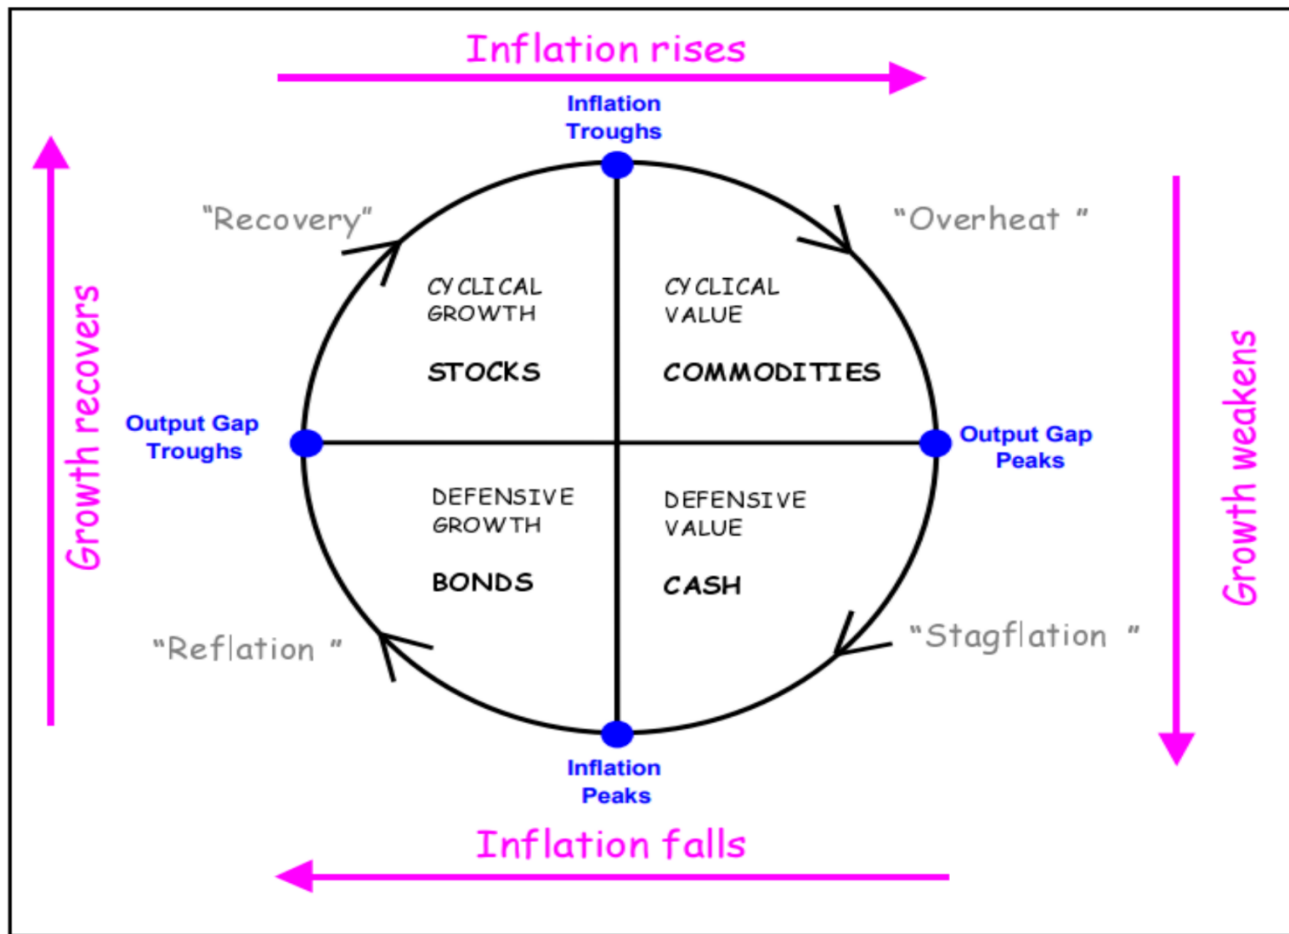 Inflation rises
Inflation
Troughs
"Recovery"
"Overheat "
CYCLICAL
GROWTH
STOCKS
CYCLICAL
VALUE
COMMODITIES
Growth recovers
Output Gap
Troughs
Output Gap
Peaks
Growth weakens
DEFENSIVE
GROWTH
BONDS
DEFENSIVE
VALUE
CASH
"Reflation "
"Stagflation "
Inflation
Peaks
Inflation falls